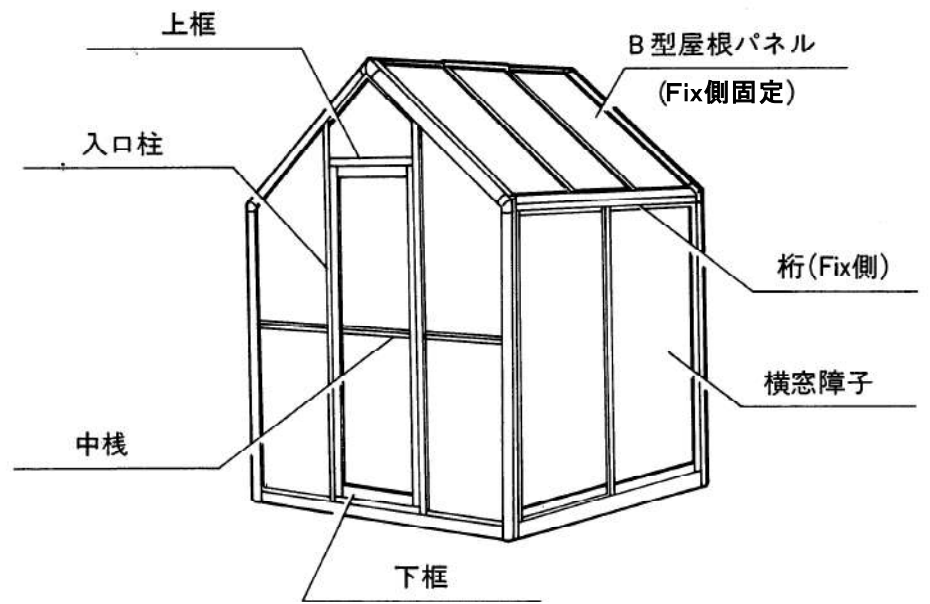 上框
B型屋根パネル
(Fix側固定)
入口柱
桁(Fix側)
横窓障子
中桟
下框